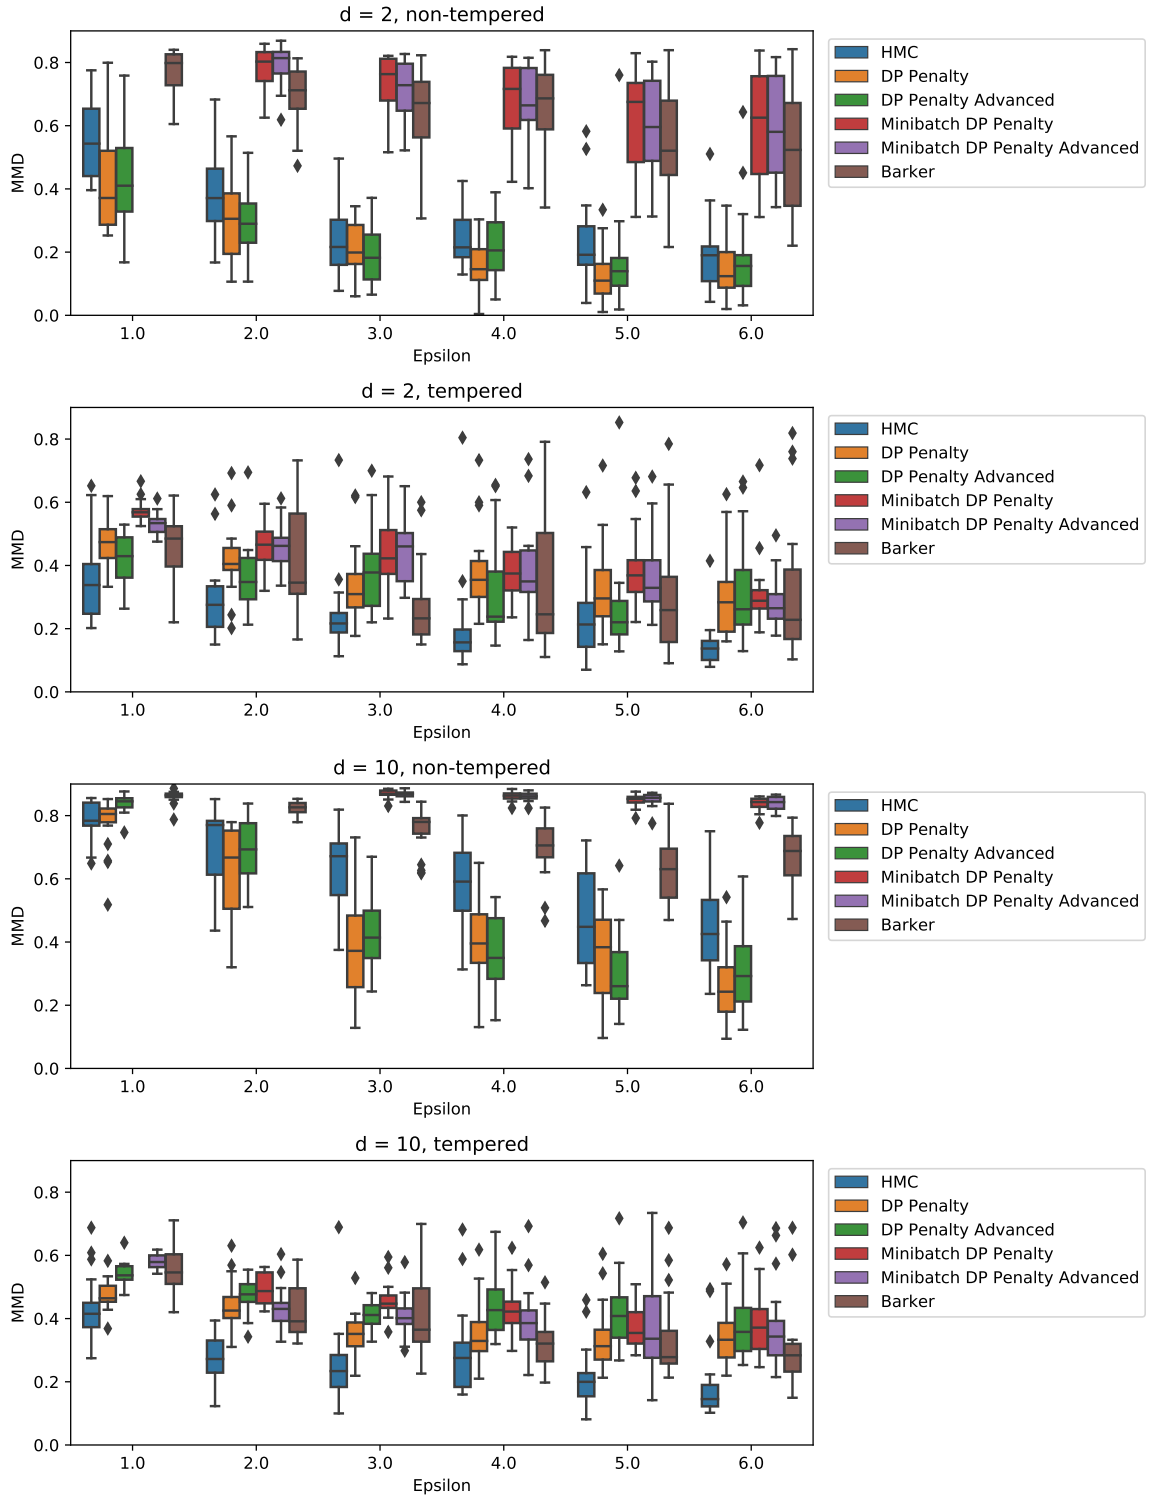 d = 2, non-tempered
MMD
0.8
0.6
0.4
0.2
0.0
1.0 2.0 3.0 4.0 5.0 6.0
Epsilon
HMC
DP Penalty
DP Penalty Advanced
Minibatch DP Penalty
Minibatch DP Penalty Advanced
Barker
d = 2, tempered
MMD
0.8
0.6
0.4
0.2
0.0
1.0 2.0 3.0 4.0 5.0 6.0
Epsilon
HMC
DP Penalty
DP Penalty Advanced
Minibatch DP Penalty
Minibatch DP Penalty Advanced
Barker
d = 10, non-tempered
MMD
0.8
0.6
0.4
0.2
0.0
1.0 2.0 3.0 4.0 5.0 6.0
Epsilon
HMC
DP Penalty
DP Penalty Advanced
Minibatch DP Penalty
Minibatch DP Penalty Advanced
Barker
d = 10, tempered
MMD
0.8
0.6
0.4
0.2
0.0
1.0 2.0 3.0 4.0 5.0 6.0
Epsilon
HMC
DP Penalty
DP Penalty Advanced
Minibatch DP Penalty
Minibatch DP Penalty Advanced
Barker